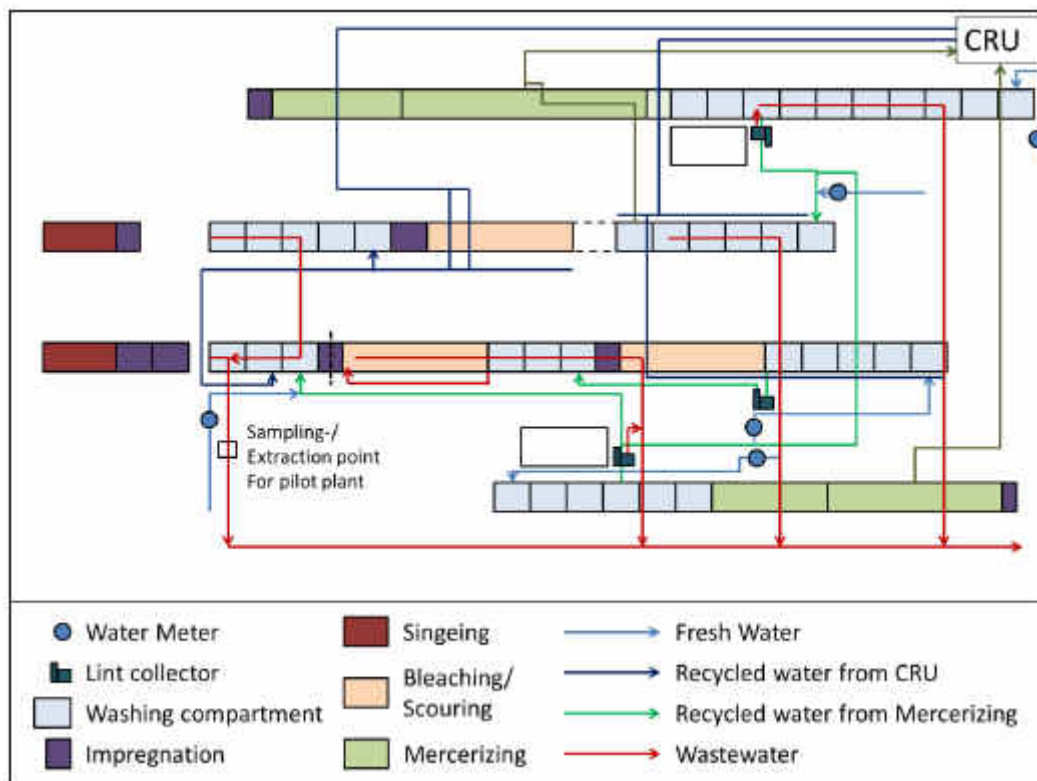 CRU
Sampling-/
Extraction point
For pilot plant
Water Meter
Singeing
Fresh Water
Lint collector
Bleaching/
Scouring
Recycled water from CRU
Washing compartment
Recycled water from Mercerizing
Impregnation
Mercerizing
Wastewater